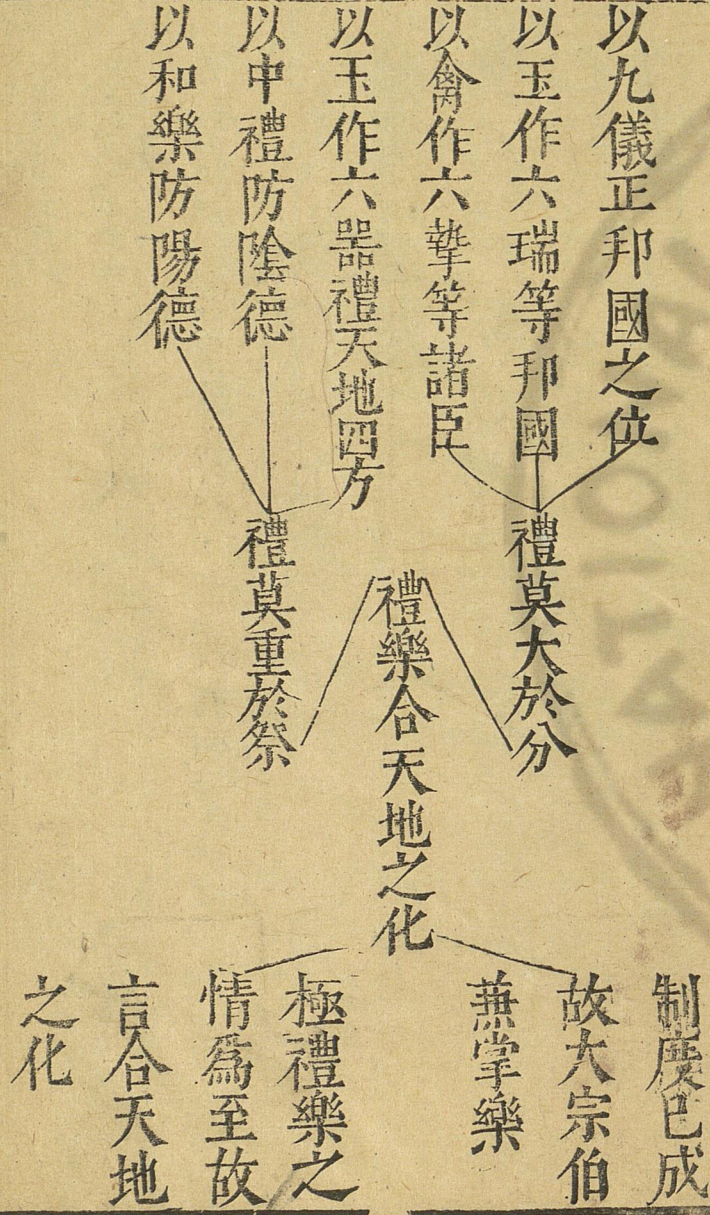 以九儀正邦國之位
以玉作六瑞等邦國
以禽作六摯等諸臣
以玉作六器禮天地四方
以中禮防陰德
以和樂防陽德
禮莫大於分
禮樂合天地之化
禮莫重於祭
制度已成
故大宗伯
蕪掌樂
極禮樂之
情爲至故
言合天地
之化